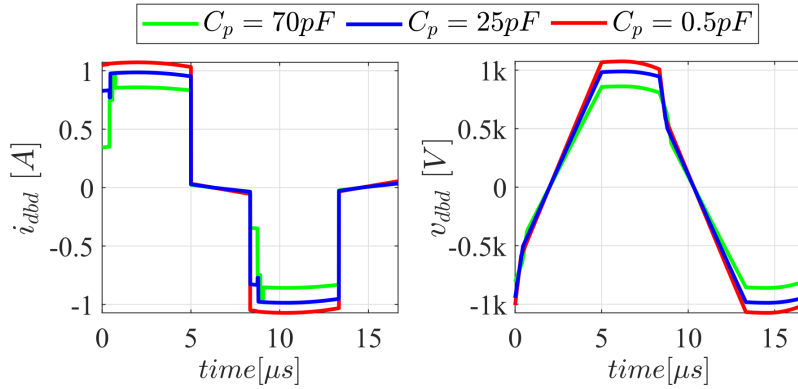 C_p = 70pF C_p = 25pF C_p = 0.5pF
i_dbd [A]
1
0.5
0
-0.5
-1
0 5 10 15
time[μs]
v_dbd [V]
1k
0.5k
0
-0.5k
-1k
0 5 10 15
time[μs]